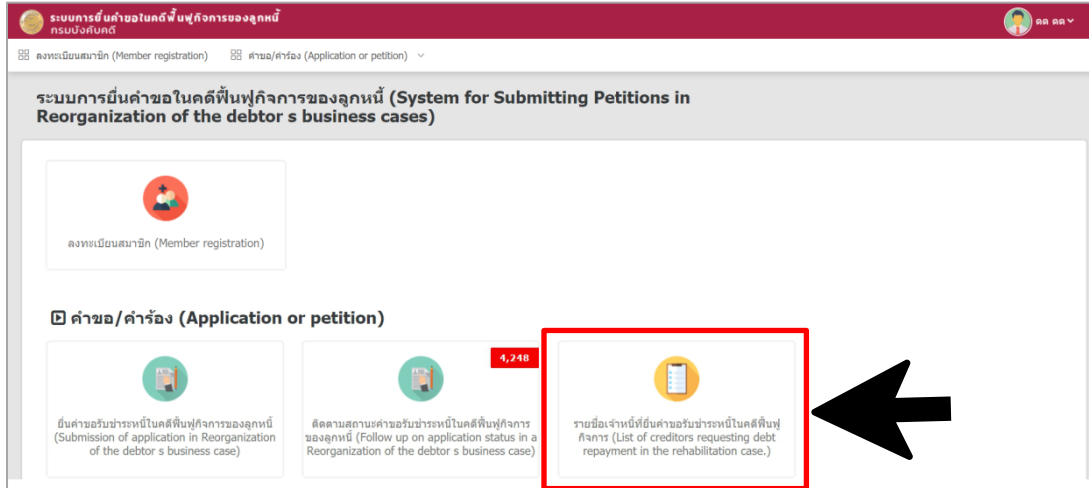 ระบบการยื่นคำขอในคดีฟื้นฟูกิจการของลูกหนี้
กรมบังคับคดี
ดด ดด
ลงทะเบียนสมาชิก (Member registration)
คำขอ/คำร้อง (Application or petition)
ระบบการยื่นคำขอในคดีฟื้นฟูกิจการของลูกหนี้ (System for Submitting Petitions in
Reorganization of the debtor s business cases)
ลงทะเบียนสมาชิก (Member registration)
คำขอ/คำร้อง (Application or petition)
ยื่นคำขอรับชำระหนี้ในคดีฟื้นฟูกิจการของลูกหนี้
(Submission of application in Reorganization
of the debtor s business case)
4,248
ติดตามสถานะคำขอรับชำระหนี้ในคดีฟื้นฟูกิจการ
ของลูกหนี้ (Follow up on application status in a
Reorganization of the debtor s business case)
รายชื่อเจ้าหนี้ที่ยื่นคำขอรับชำระหนี้ในคดีฟื้นฟู
กิจการ (List of creditors requesting debt
repayment in the rehabilitation case.)